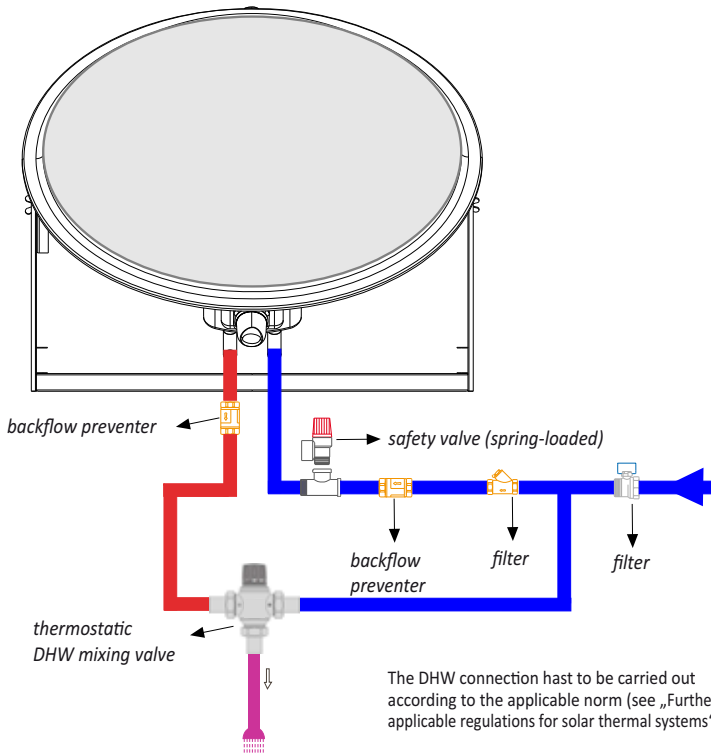 backflow preventer
safety valve (spring-loaded)
backflow
preventer
filter
filter
thermostatic
DHW mixing valve
The DHW connection hast to be carried out
according to the applicable norm (see „Furthe
applicable regulations for solar thermal systems“